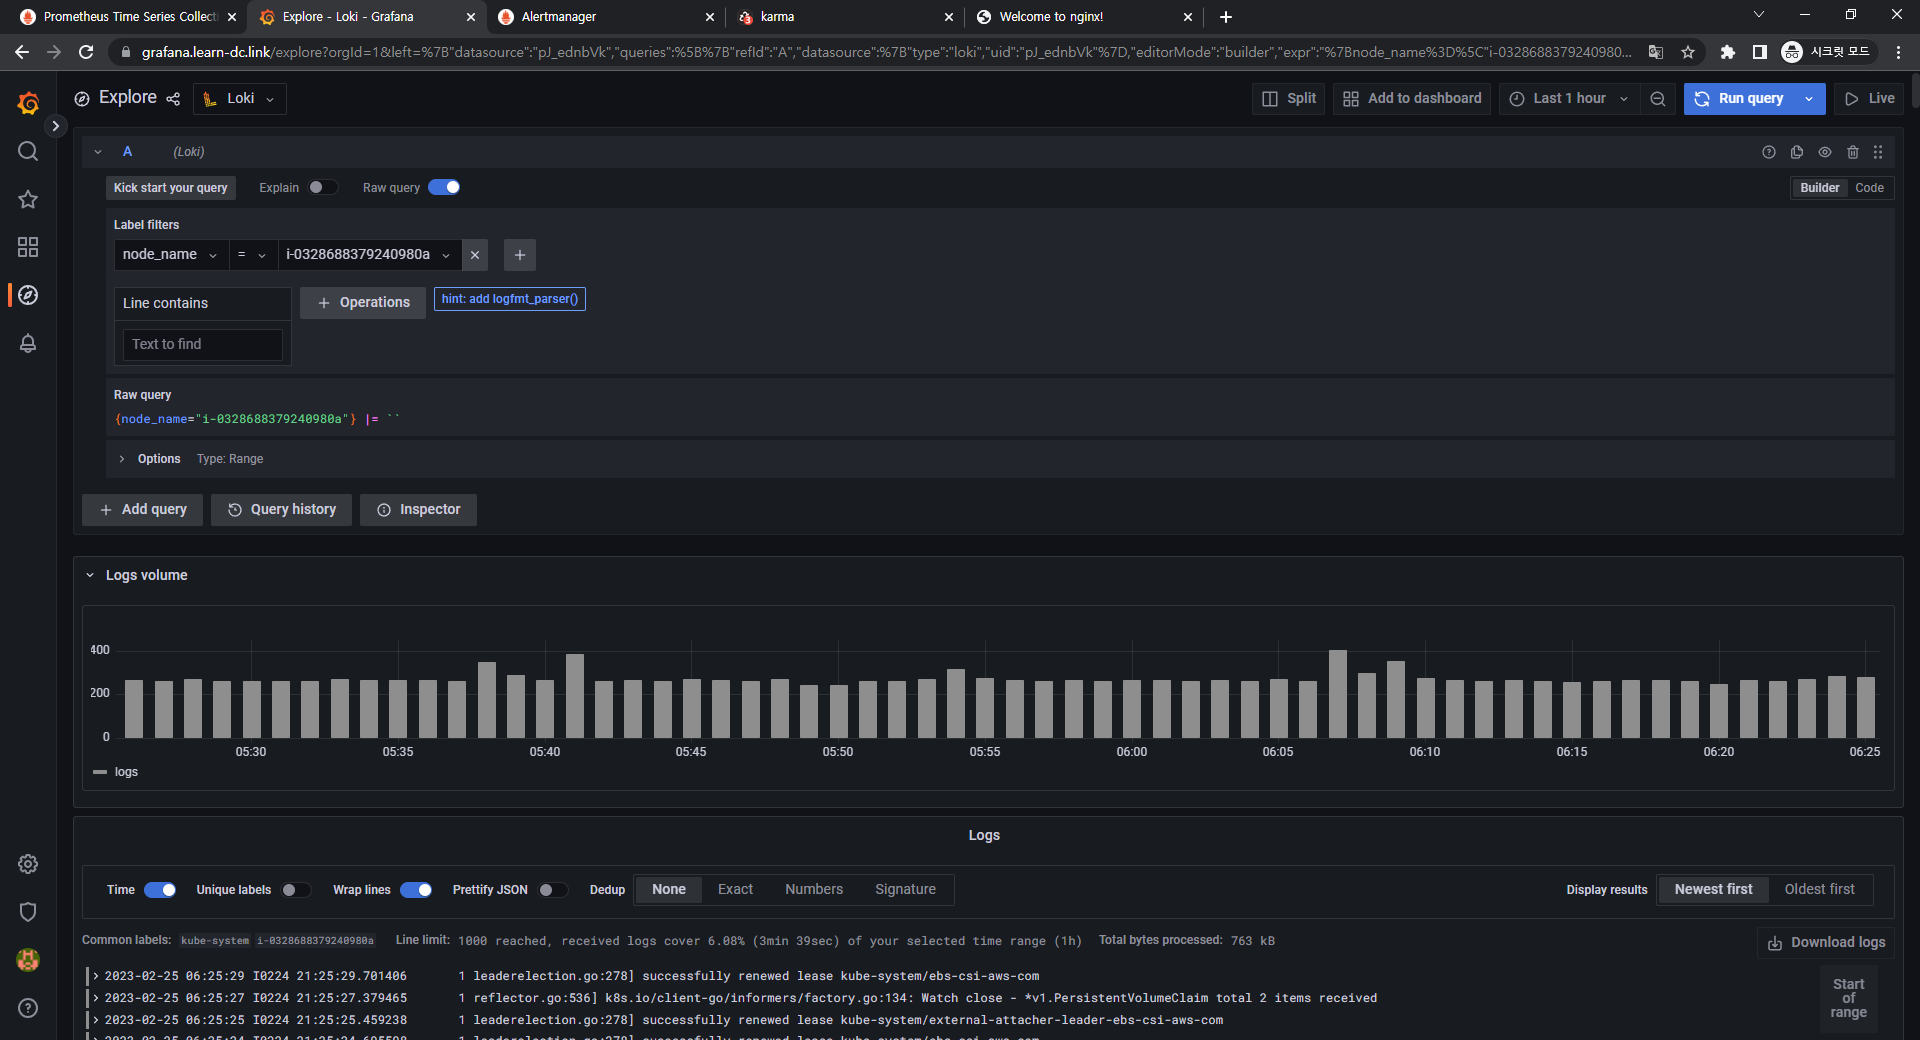 Prometheus Time Series Collect
Explore - Loki - Grafana
Alertmanager
karma
Welcome to nginx!
grafana.learn-dc.link/explore?orgId=1&left=%7B"datasource":"pJ_ednbVk","queries":%5B%7B"refId":"A","datasource":%7B"type":"loki","uid":"pJ_ednbVk"%7D,"editorMode":"builder","expr":"%7Bnode_name%3D%5C"i-0328688379240980...
시크릿 모드
Explore
Loki
Split
Add to dashboard
Last 1 hour
Run query
Live
A
(Loki)
Kick start your query
Explain
Raw query
Builder
Code
Label filters
node_name
=
i-0328688379240980a
Line contains
Operations
hint: add logfmt_parser()
Text to find
Raw query
{node_name="i-0328688379240980a"} |= ``
Options Type: Range
Add query
Query history
Inspector
Logs volume
400
200
0
05:30 05:35 05:40 05:45 05:50 05:55 06:00 06:05 06:10 06:15 06:20 06:25
logs
Logs
Time
Unique labels
Wrap lines
Prettify JSON
Dedup
None
Exact
Numbers
Signature
Display results
Newest first
Oldest first
Common labels: kube-system i-0328688379240980a Line limit: 1000 reached, received logs cover 6.08% (3min 39sec) of your selected time range (1h) Total bytes processed: 763 kB
Download logs
2023-02-25 06:25:29 I0224 21:25:29.701406 1 leaderelection.go:278] successfully renewed lease kube-system/ebs-csi-aws-com
2023-02-25 06:25:27 I0224 21:25:27.379465 1 reflector.go:536] k8s.io/client-go/informers/factory.go:134: Watch close - *v1.PersistentVolumeClaim total 2 items received
2023-02-25 06:25:25 I0224 21:25:25.459238 1 leaderelection.go:278] successfully renewed lease kube-system/external-attacher-leader-ebs-csi-aws-com
Start
of
range